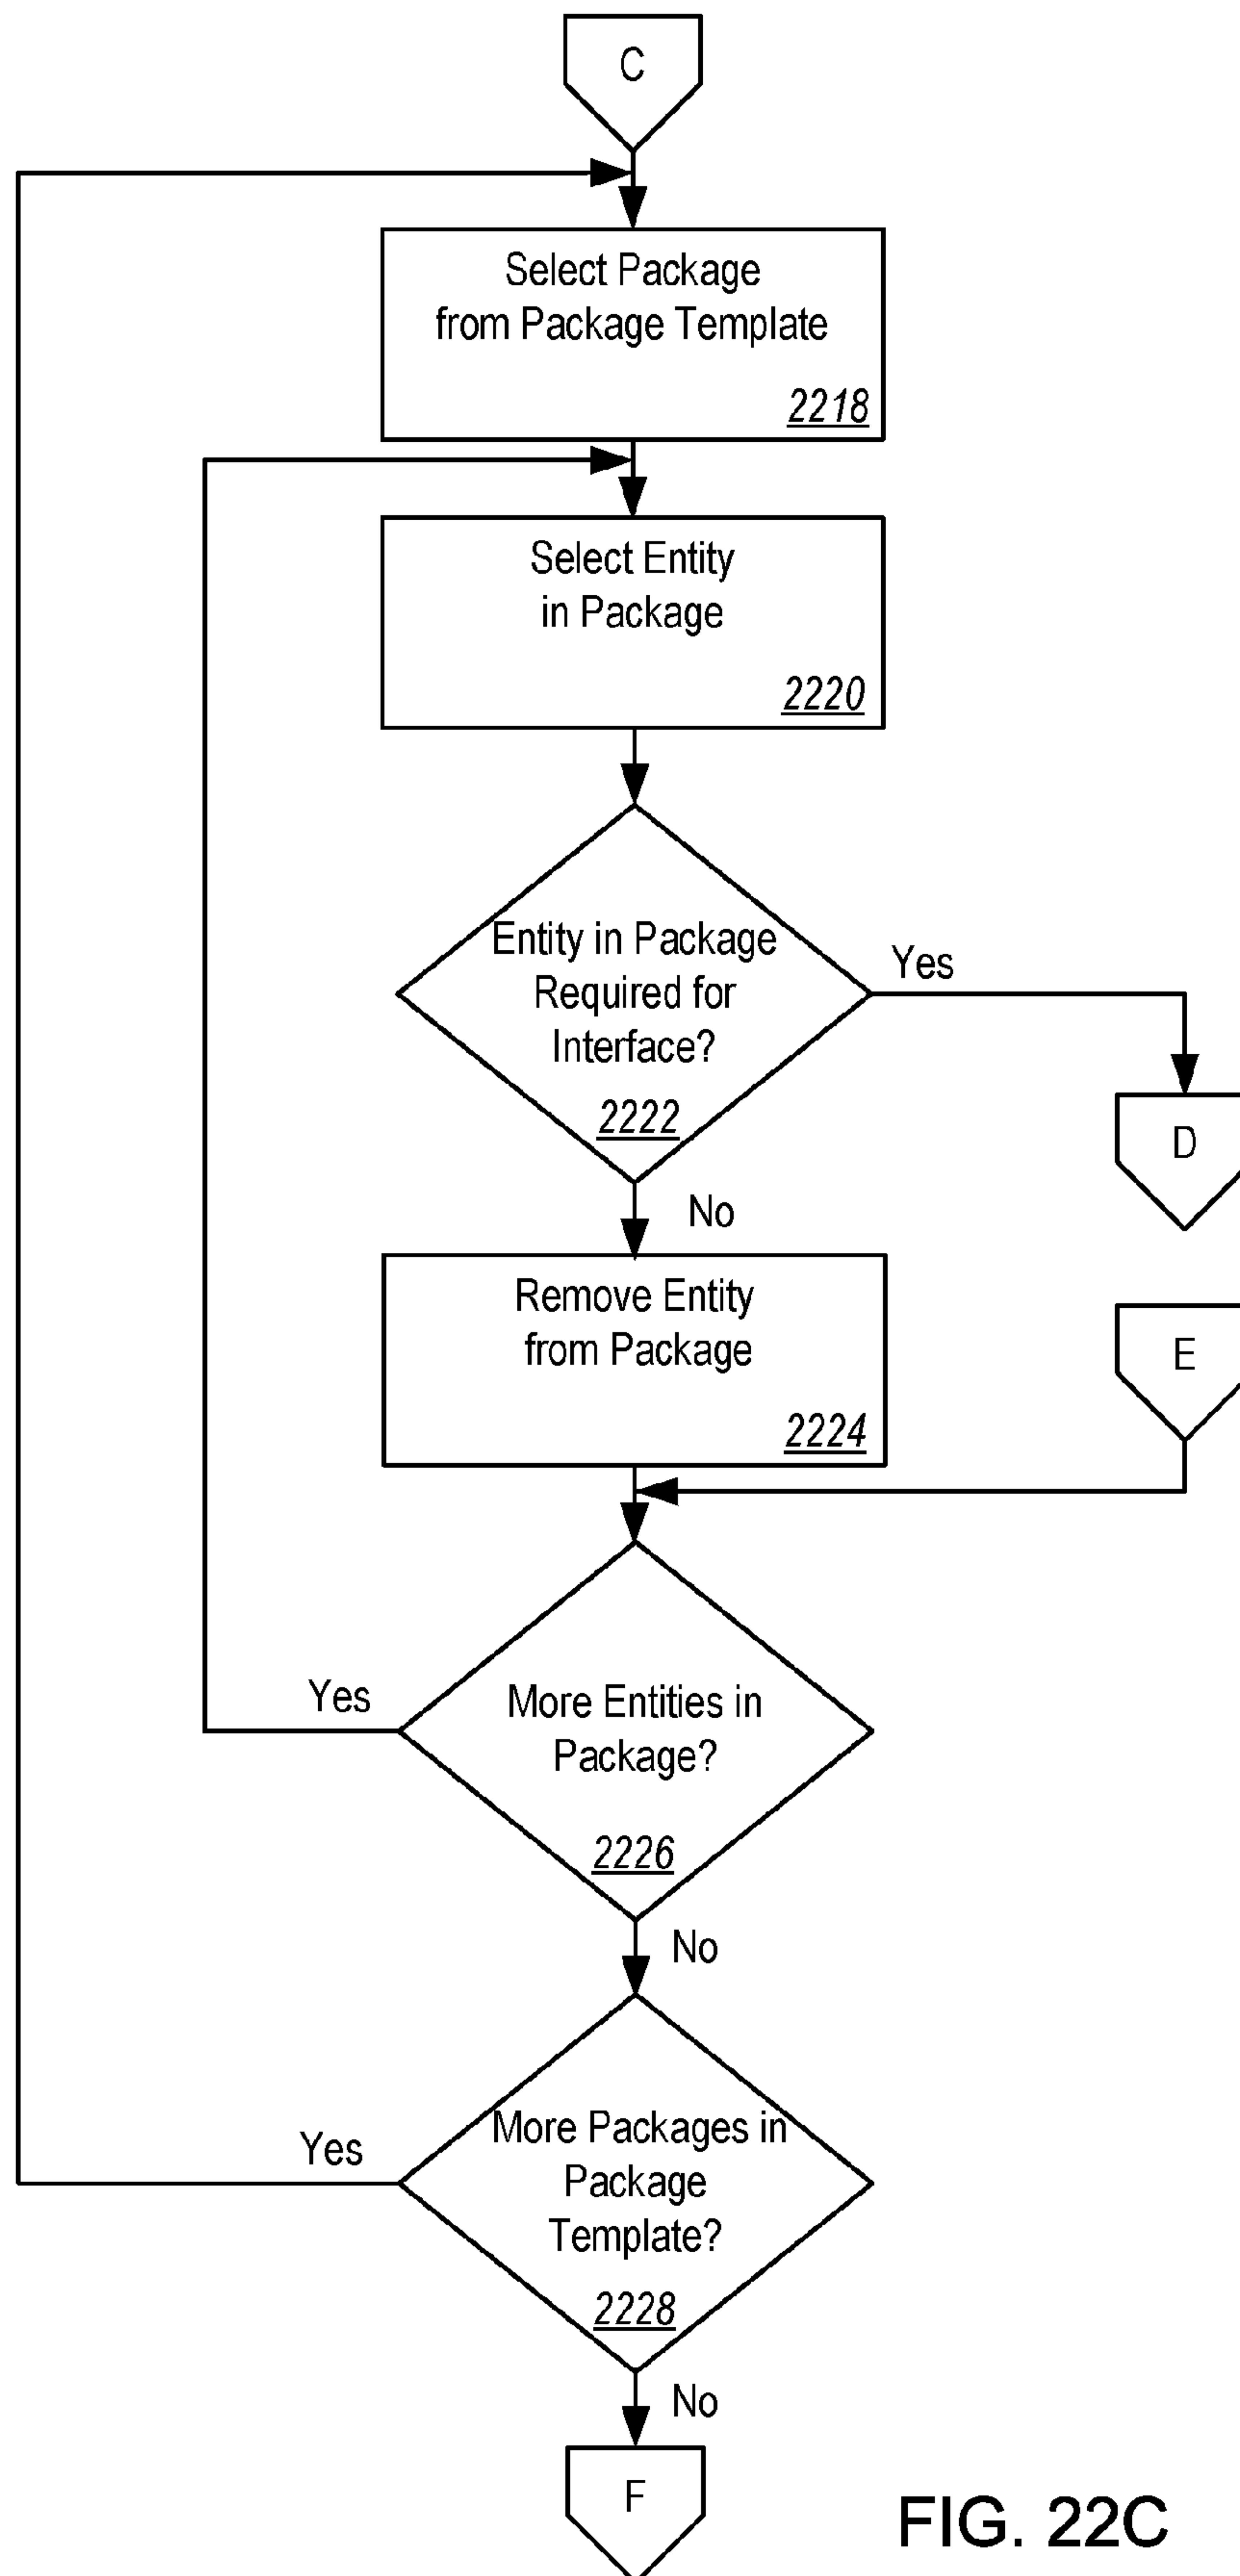 C
Select Package
from Package Template
2218
Select Entity
in Package
2220
Entity in Package
Required for
Interface?
2222
Yes
D
No
Remove Entity
from Package
2224
E
More Entities in
Package?
2226
Yes
No
More Packages in
Package
Template?
2228
Yes
No
F
FIG. 22C